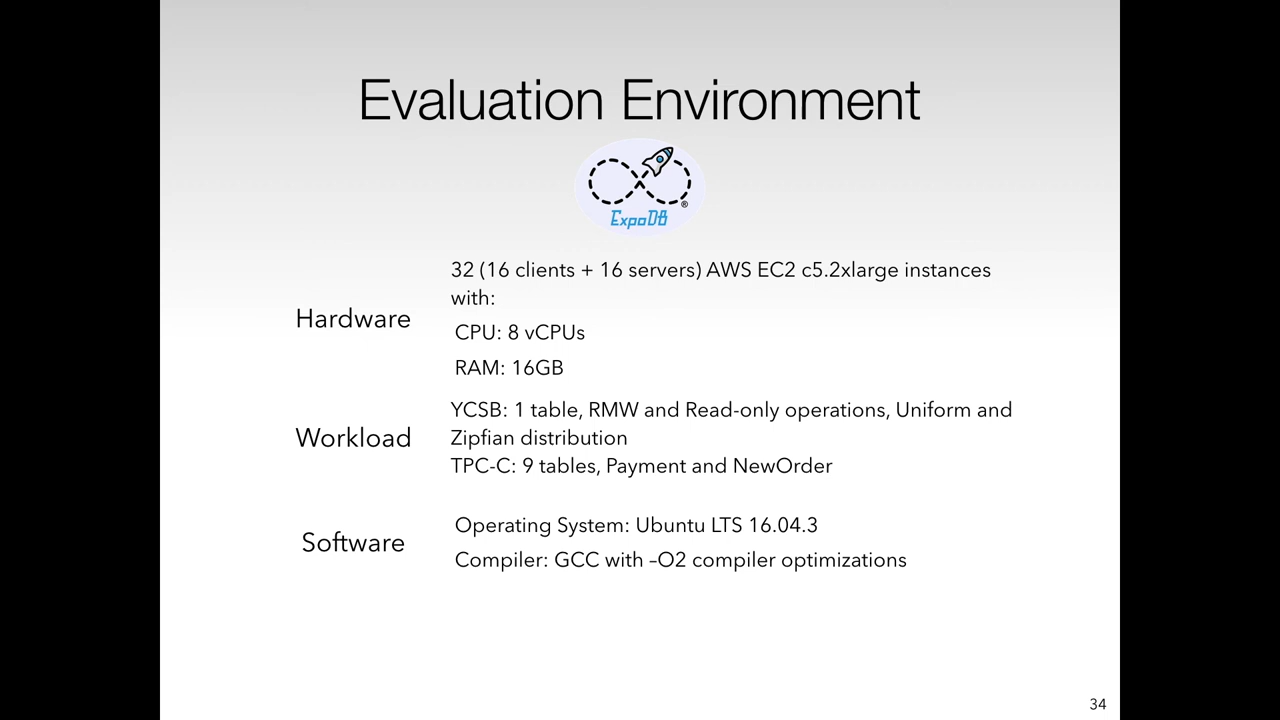 Evaluation Environment
®
ExpoDB
Hardware
32 (16 clients + 16 servers) AWS EC2 c5.2xlarge instances
with:
CPU: 8 vCPUs
RAM: 16GB
Workload
YCSB: 1 table, RMW and Read-only operations, Uniform and
Zipfian distribution
TPC-C: 9 tables, Payment and NewOrder
Software
Operating System: Ubuntu LTS 16.04.3
Compiler: GCC with –O2 compiler optimizations
34